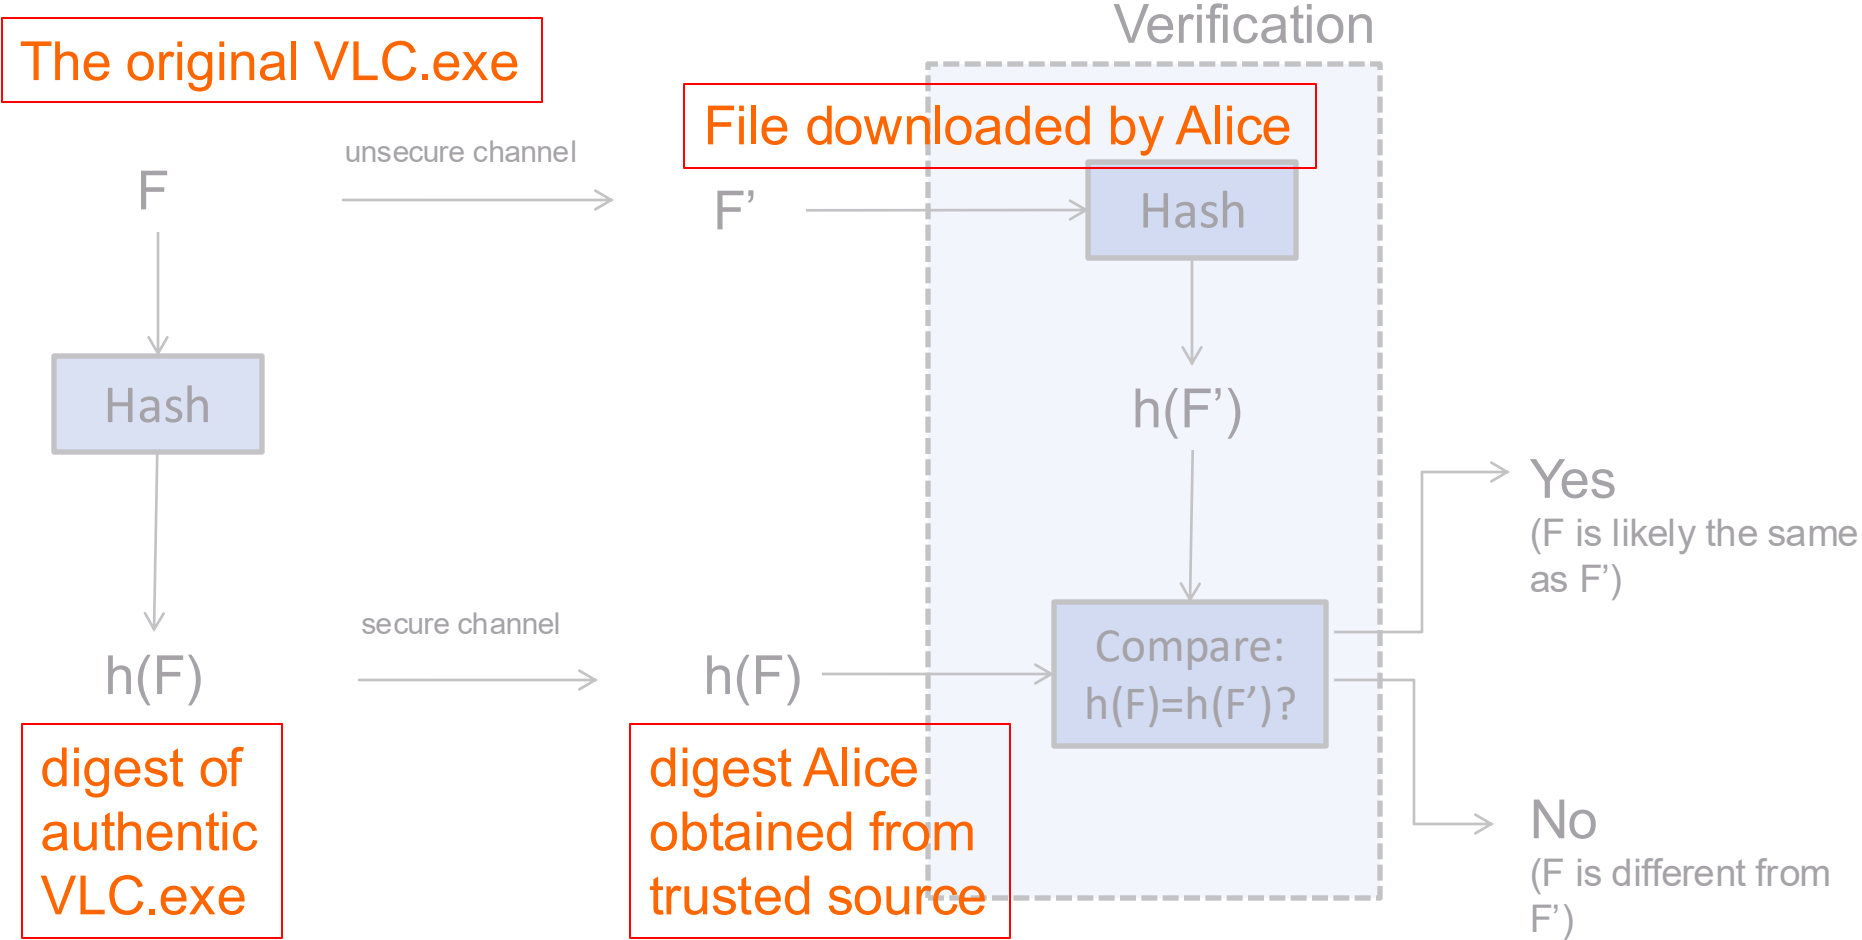 Verification
The original VLC.exe
File downloaded by Alice
unsecure channel
F
F’
Hash
Hash
h(F’)
Yes
(F is likely the same
as F’)
secure channel
h(F)
h(F)
Compare:
h(F)=h(F’)?
digest of
authentic
VLC.exe
digest Alice
obtained from
trusted source
No
(F is different from
F’)